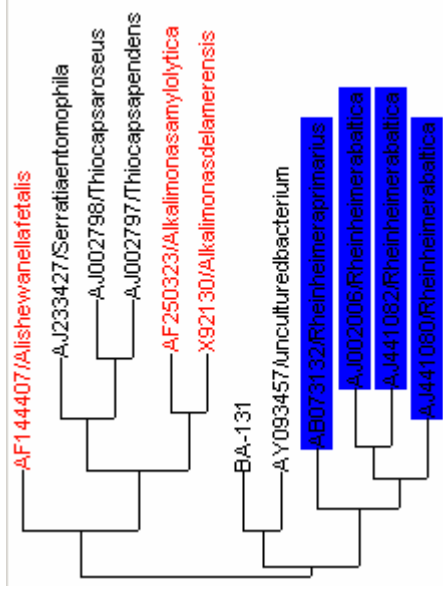 AF144407/Alishewanellafetalis
AJ233427/Serratiaentomophila
AJ002798/Thiocapsaroseus
AJ002797/Thiocapsapendens
AF250323/Alkalimonasamylolytica
X92130/Alkalimonasdelamerensis
BA-131
AY093457/unculturedbacterium
AB073132/Rheinheimeraprimarius
AJ002006/Rheinheimerabaltica
AJ441082/Rheinheimerabaltica
AJ441080/Rheinheimerabaltica